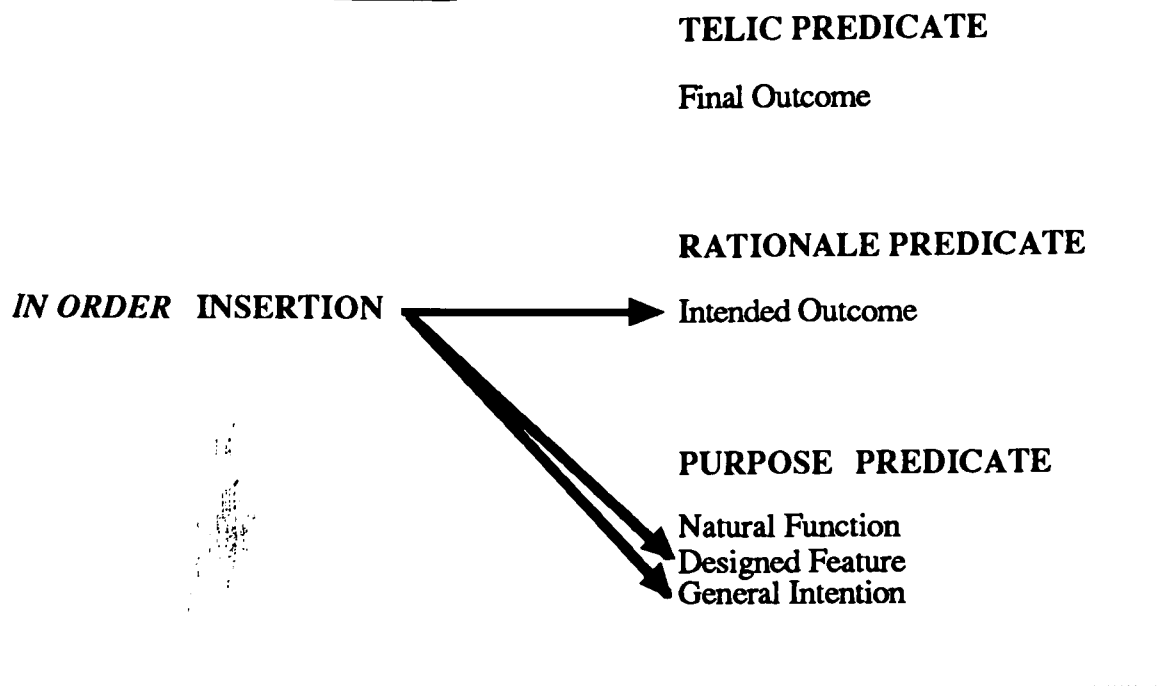 TELIC PREDICATE
Final Outcome
RATIONALE PREDICATE
IN ORDER INSERTION
Intended Outcome
PURPOSE PREDICATE
Natural Function
Designed Feature
General Intention